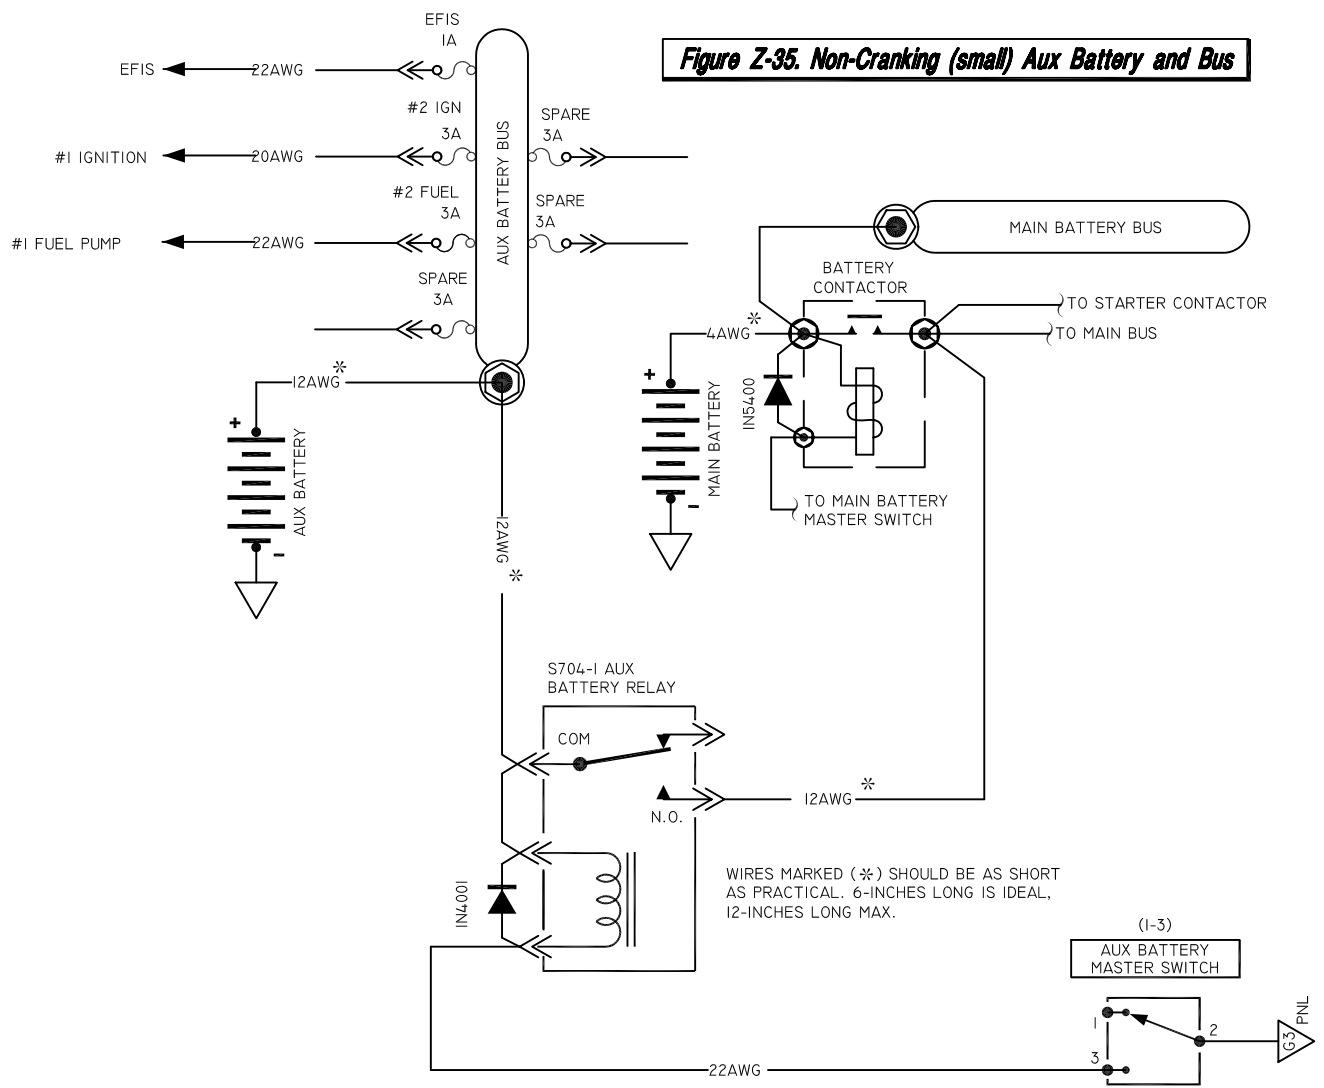 Figure Z-35. Non-Cranking (small) Aux Battery and Bus
EFIS
1A
EFIS
22AWG
#2 IGN
3A
#1 IGNITION
20AWG
#2 FUEL
3A
#1 FUEL PUMP
22AWG
SPARE
3A
AUX BATTERY BUS
SPARE
3A
SPARE
3A
12AWG
*
+
AUX BATTERY
-
12AWG
*
MAIN BATTERY BUS
BATTERY
CONTACTOR
TO STARTER CONTACTOR
TO MAIN BUS
4AWG
*
+
MAIN BATTERY
-
1N5400
TO MAIN BATTERY
MASTER SWITCH
S704-1 AUX
BATTERY RELAY
COM
N.O.
12AWG
*
1N4001
WIRES MARKED (*) SHOULD BE AS SHORT
AS PRACTICAL. 6-INCHES LONG IS IDEAL,
12-INCHES LONG MAX.
(1-3)
AUX BATTERY
MASTER SWITCH
1
2
3
G3
PNL
22AWG